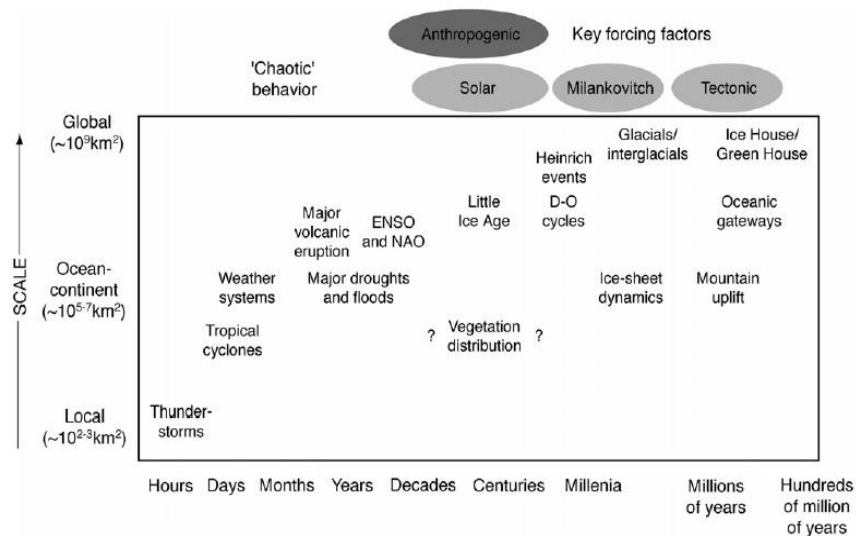 Anthropogenic
Key forcing factors
'Chaotic'
behavior
Solar
Milankovitch
Tectonic
SCALE
Global
(~10⁹km²)
Ocean-
continent
(~10⁵⁻⁷km²)
Local
(~10²⁻³km²)
Glacials/
interglacials
Ice House/
Green House
Heinrich
events
Major
volcanic
eruption
ENSO
and NAO
Little
Ice Age
D-O
cycles
Oceanic
gateways
Weather
systems
Major droughts
and floods
Ice-sheet
dynamics
Mountain
uplift
Tropical
cyclones
?
Vegetation
distribution
?
Thunder-
storms
Hours
Days
Months
Years
Decades
Centuries
Millenia
Millions
of years
Hundreds
of million
of years